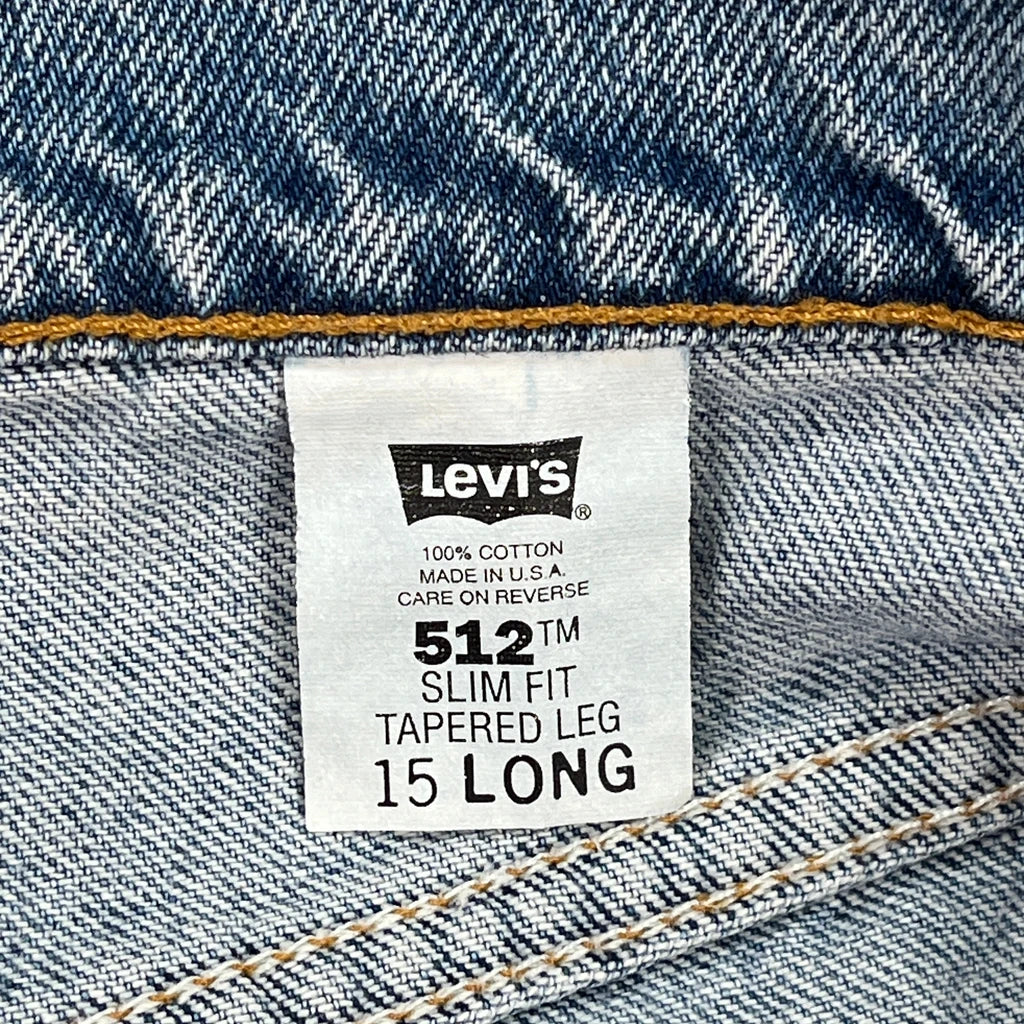 LEVI'S ®
100% COTTON
MADE IN U.S.A.
CARE ON REVERSE
512™
SLIM FIT
TAPERED LEG
15 LONG